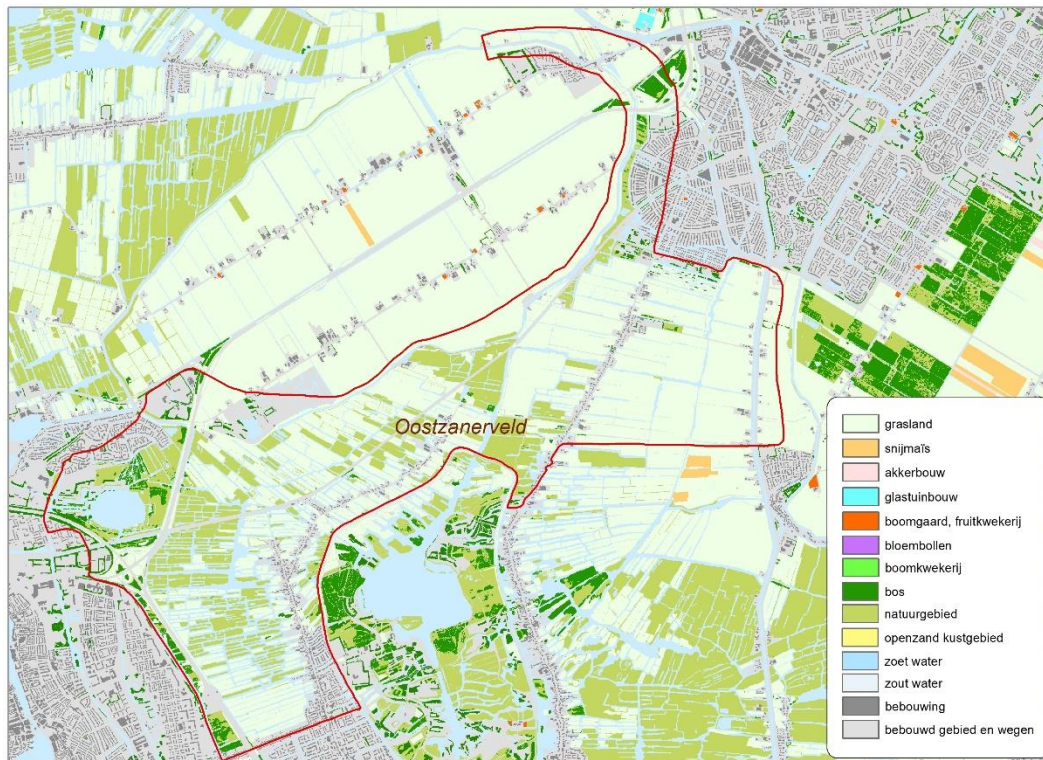 Oostzanerveld
grasland
snijmaïs
akkerbouw
glastuinbouw
boomgaard, fruitkwekerij
bloembollen
boomkwekerij
bos
natuurgebied
openzand kustgebied
zoet water
zout water
bebouwing
bebouwd gebied en wegen